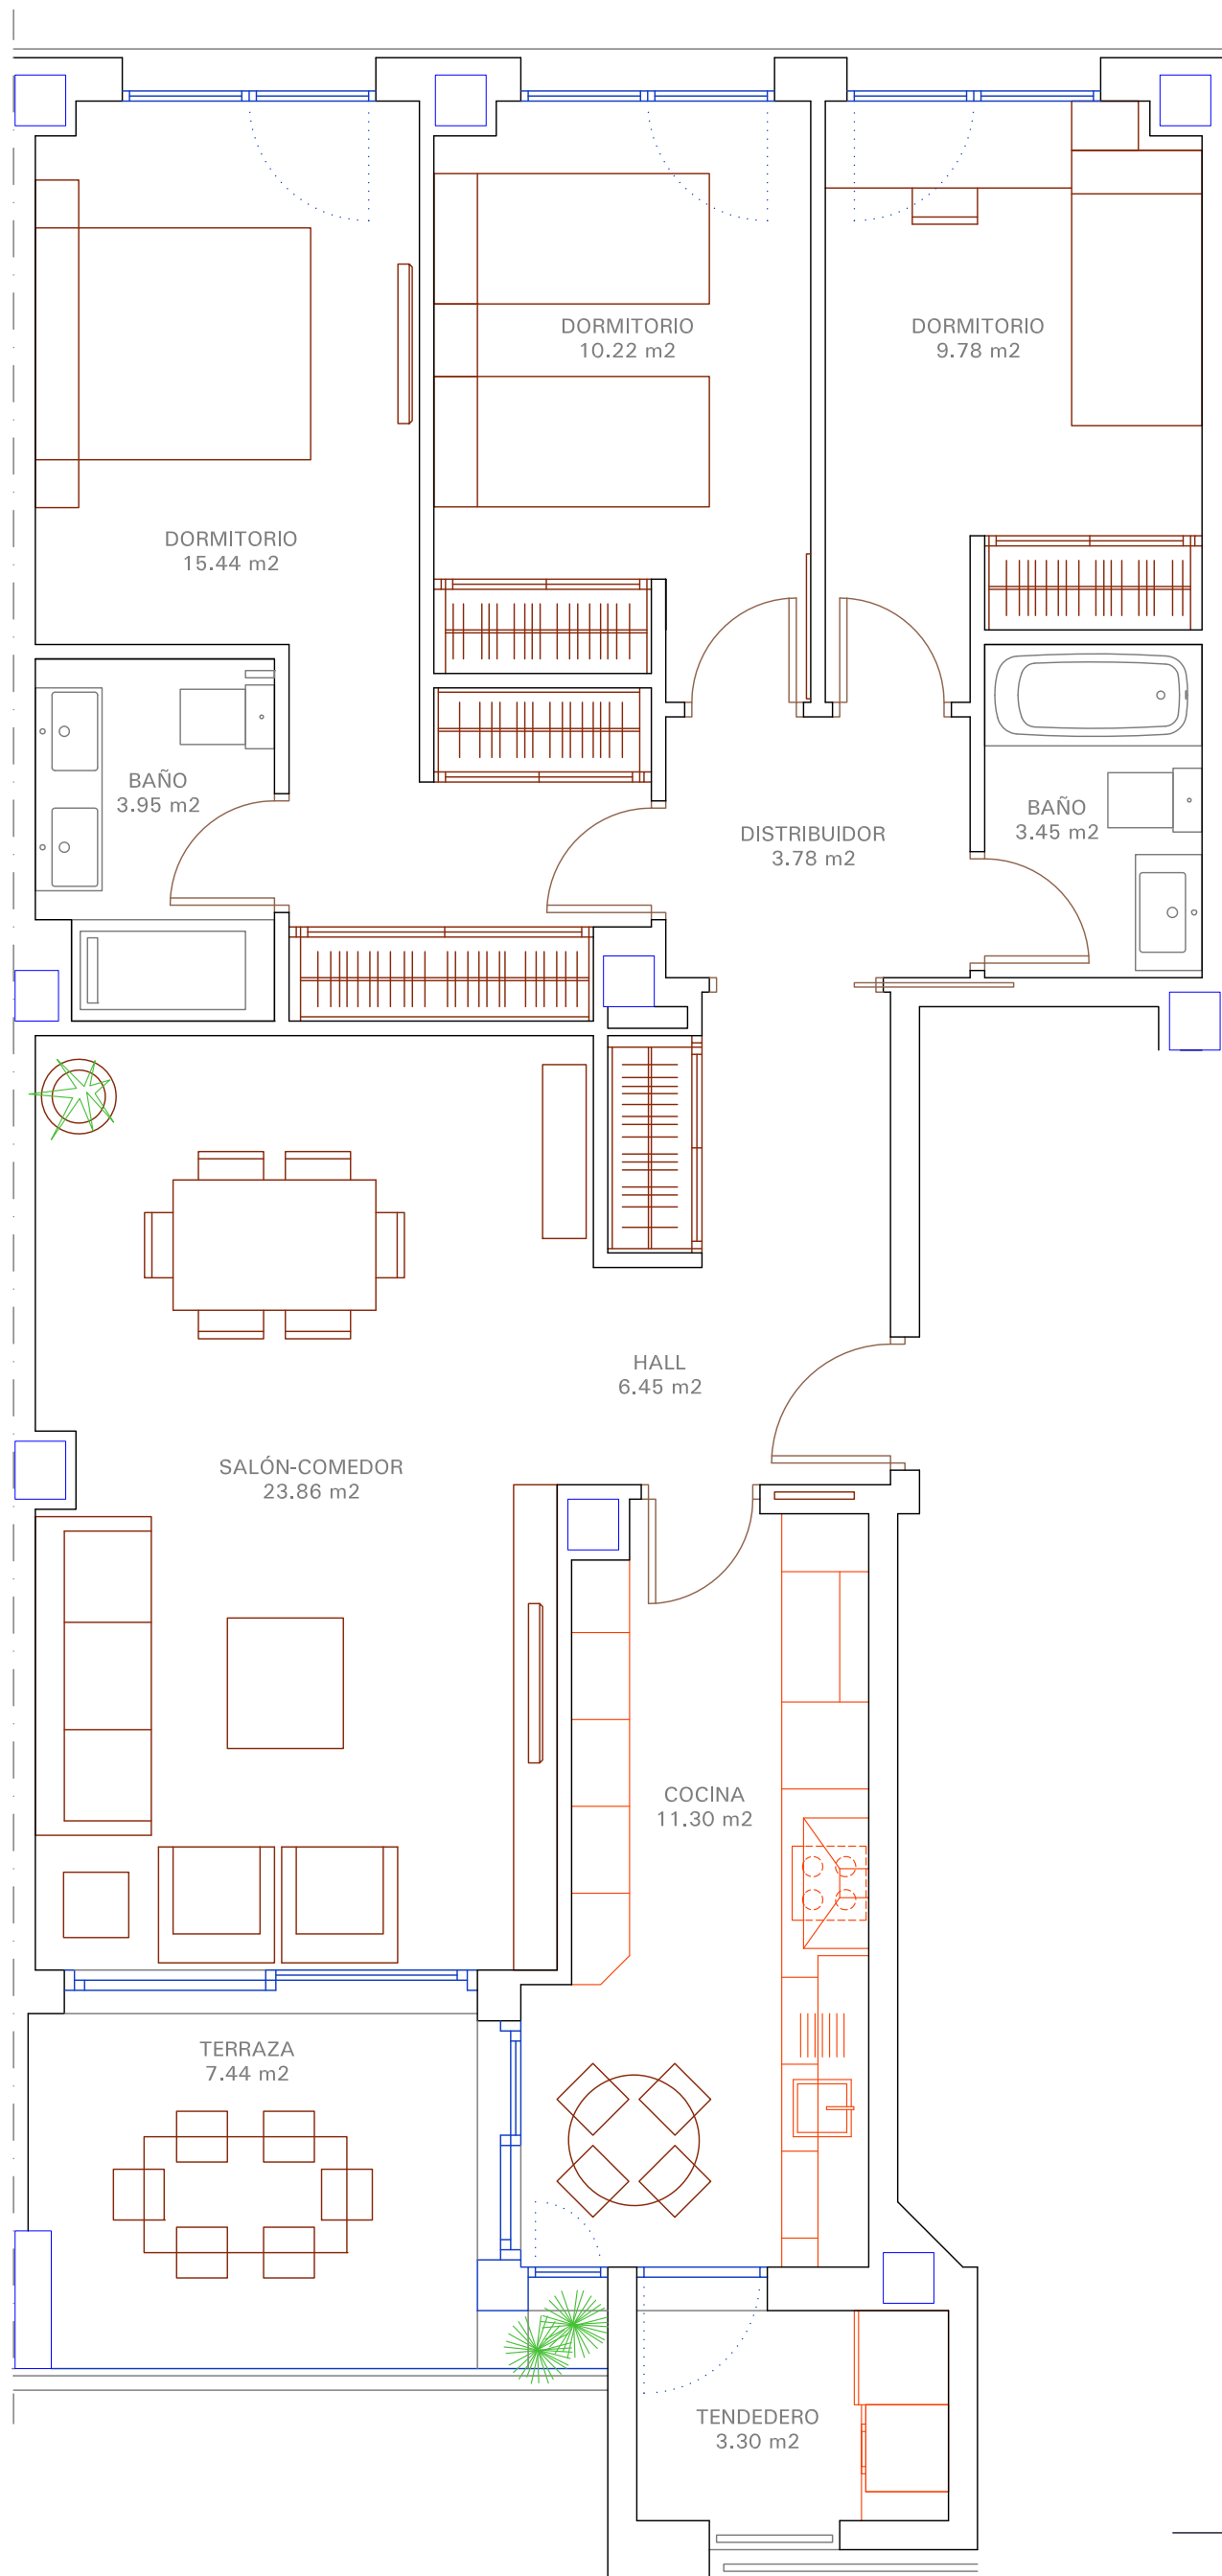 DORMITORIO
10.22 m2
DORMITORIO
9.78 m2
DORMITORIO
15.44 m2
BAÑO
3.95 m2
DISTRIBUIDOR
3.78 m2
BAÑO
3.45 m2
HALL
6.45 m2
SALÓN-COMEDOR
23.86 m2
COCINA
11.30 m2
TERRAZA
7.44 m2
TENDEDERO
3.30 m2